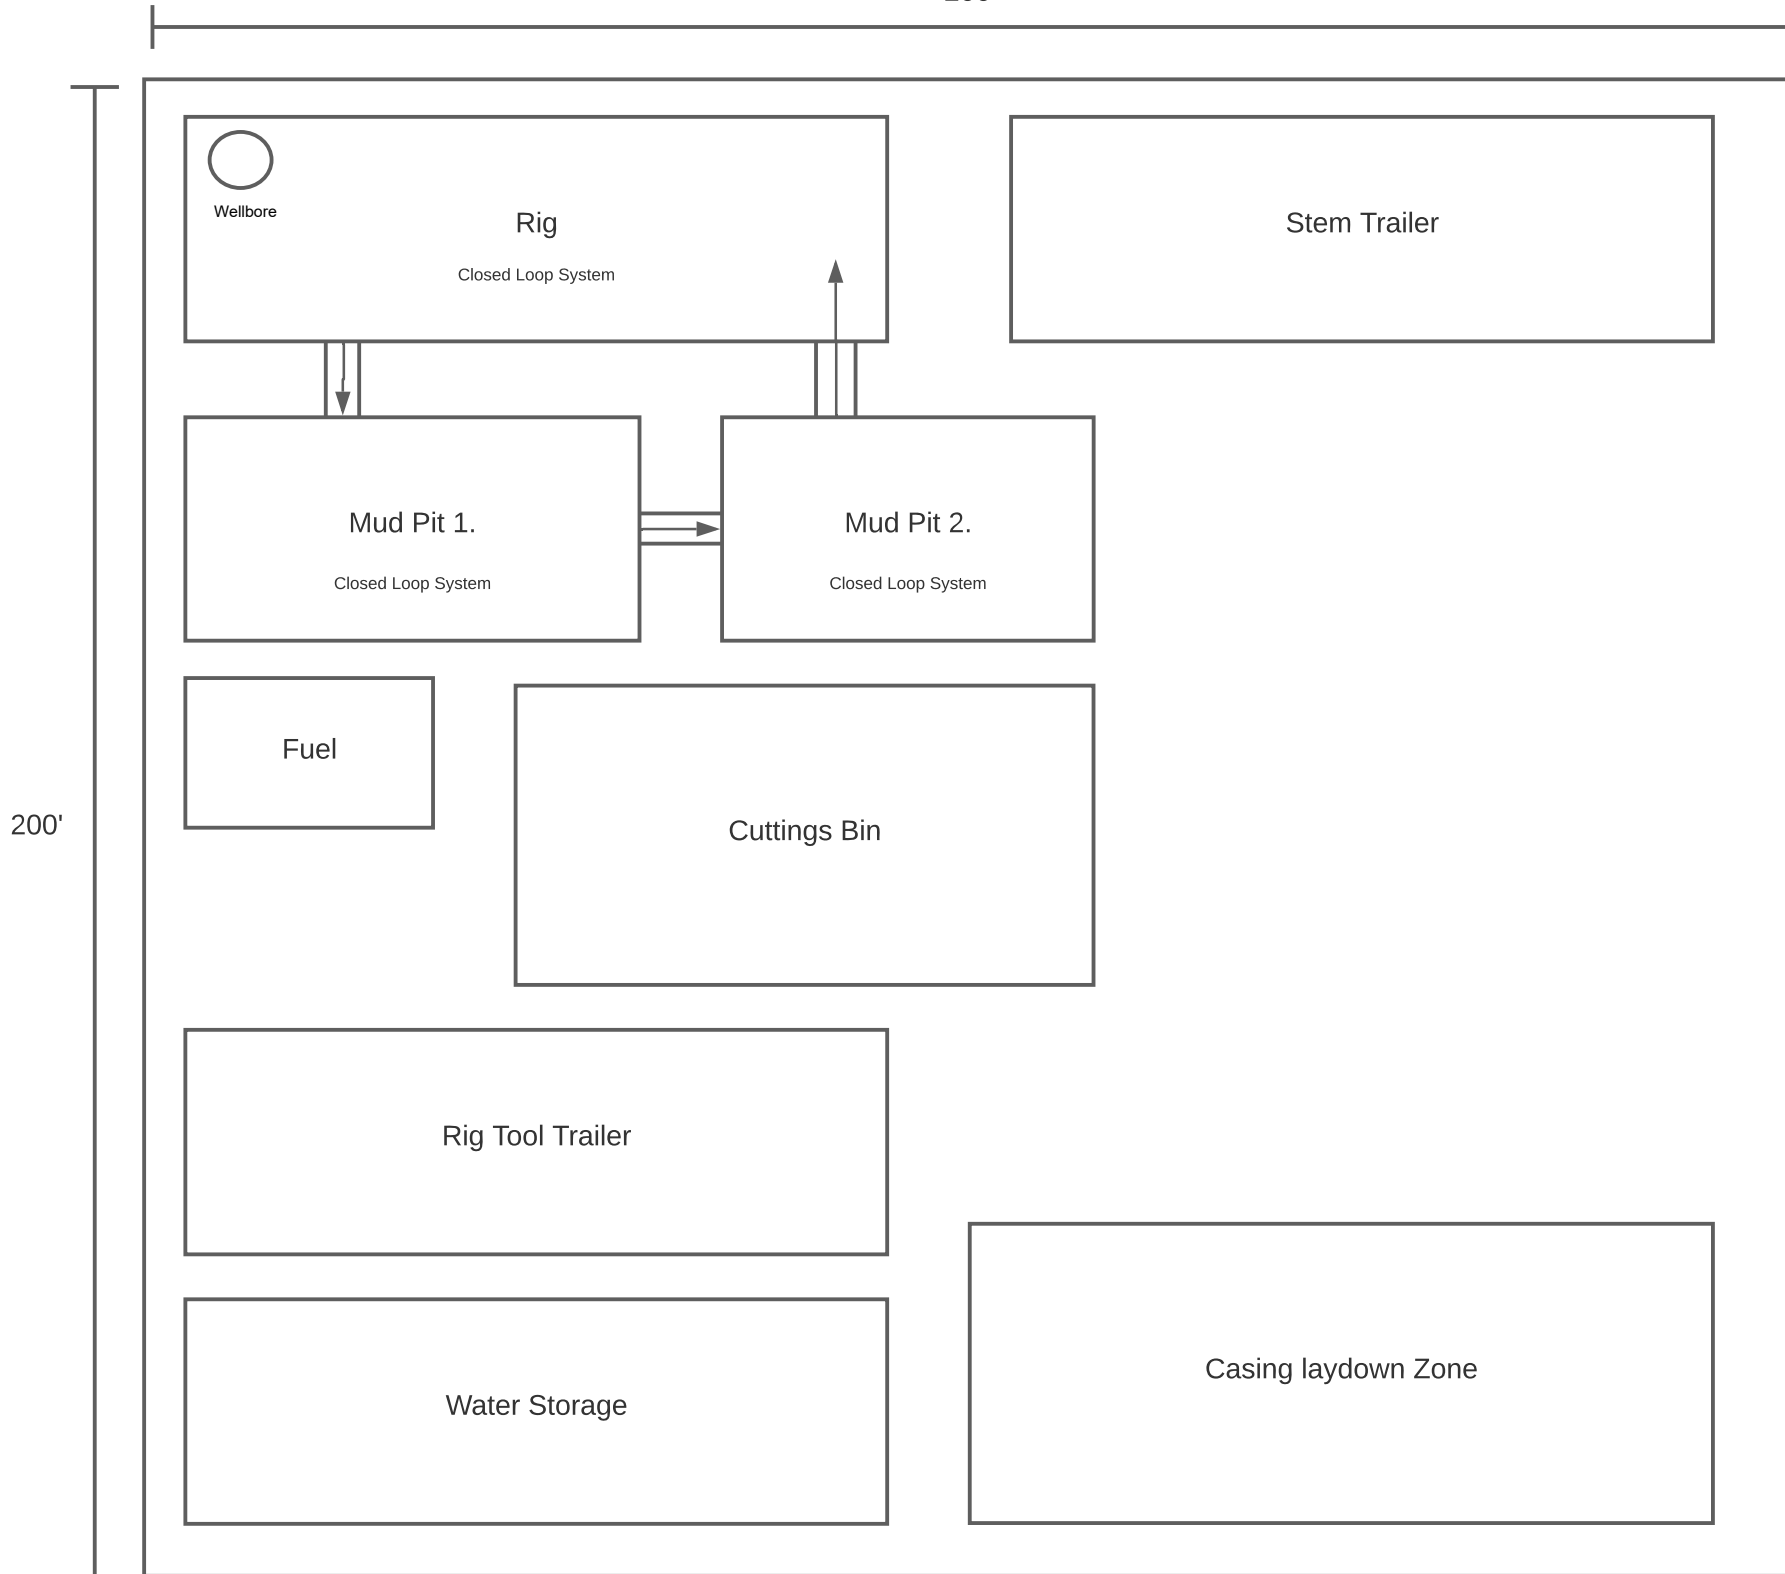 Wellbore
Rig
Closed Loop System
Stem Trailer
Mud Pit 1.
Closed Loop System
Mud Pit 2.
Closed Loop System
Fuel
200'
Cuttings Bin
Rig Tool Trailer
Casing laydown Zone
Water Storage